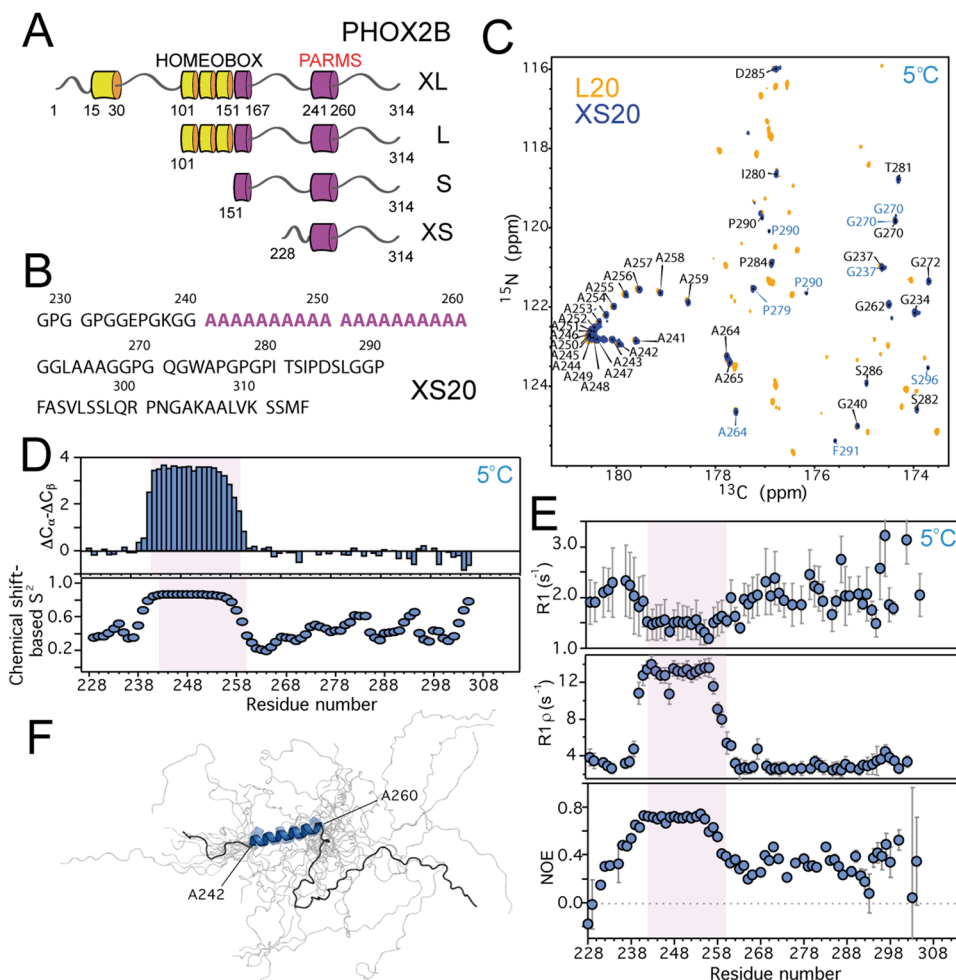 A
PHOX2B
HOMEOBOX PARMS
XL
1 15 30 101 151 167 241 260 314
L
101 314
S
151 314
XS
228 314
B
230 240 250 260
GPG GPGGEPGKGG AAAAAAAAAA AAAAAAAAAA
270 280 290
GGLAAAGGPG QGWAPGPGPI TSIPDSLGGP
300 310
FASVLSSLQR PNGAKAALVK SSMF
XS20
C
L20
XS20
5°C
116
118
120
122
124
15N (ppm)
180 178 176 174
13C (ppm)
D285
I280
T281
P290
P290
G270
G270
G270
P284
G237
G237
G272
P279
P290
G262
G234
A259
A258
A257
A256
A255
A254
A253
A252
A251
A246
A250
A245
A244
A249
A248
A247
A243
A242
A241
A264
A265
S286
S296
G240
S282
A264
F291
D
5°C
ΔCα-ΔCβ
4
2
0
Chemical shift-
based S2
1.0
0.6
0.2
228 238 248 258 268 278 288 298 308
Residue number
E
5°C
R1 (s-1)
3.0
2.0
1.0
R1ρ (s-1)
12
8
4
NOE
0.8
0.4
0.0
228 238 248 258 268 278 288 298 308
Residue number
F
A260
A242